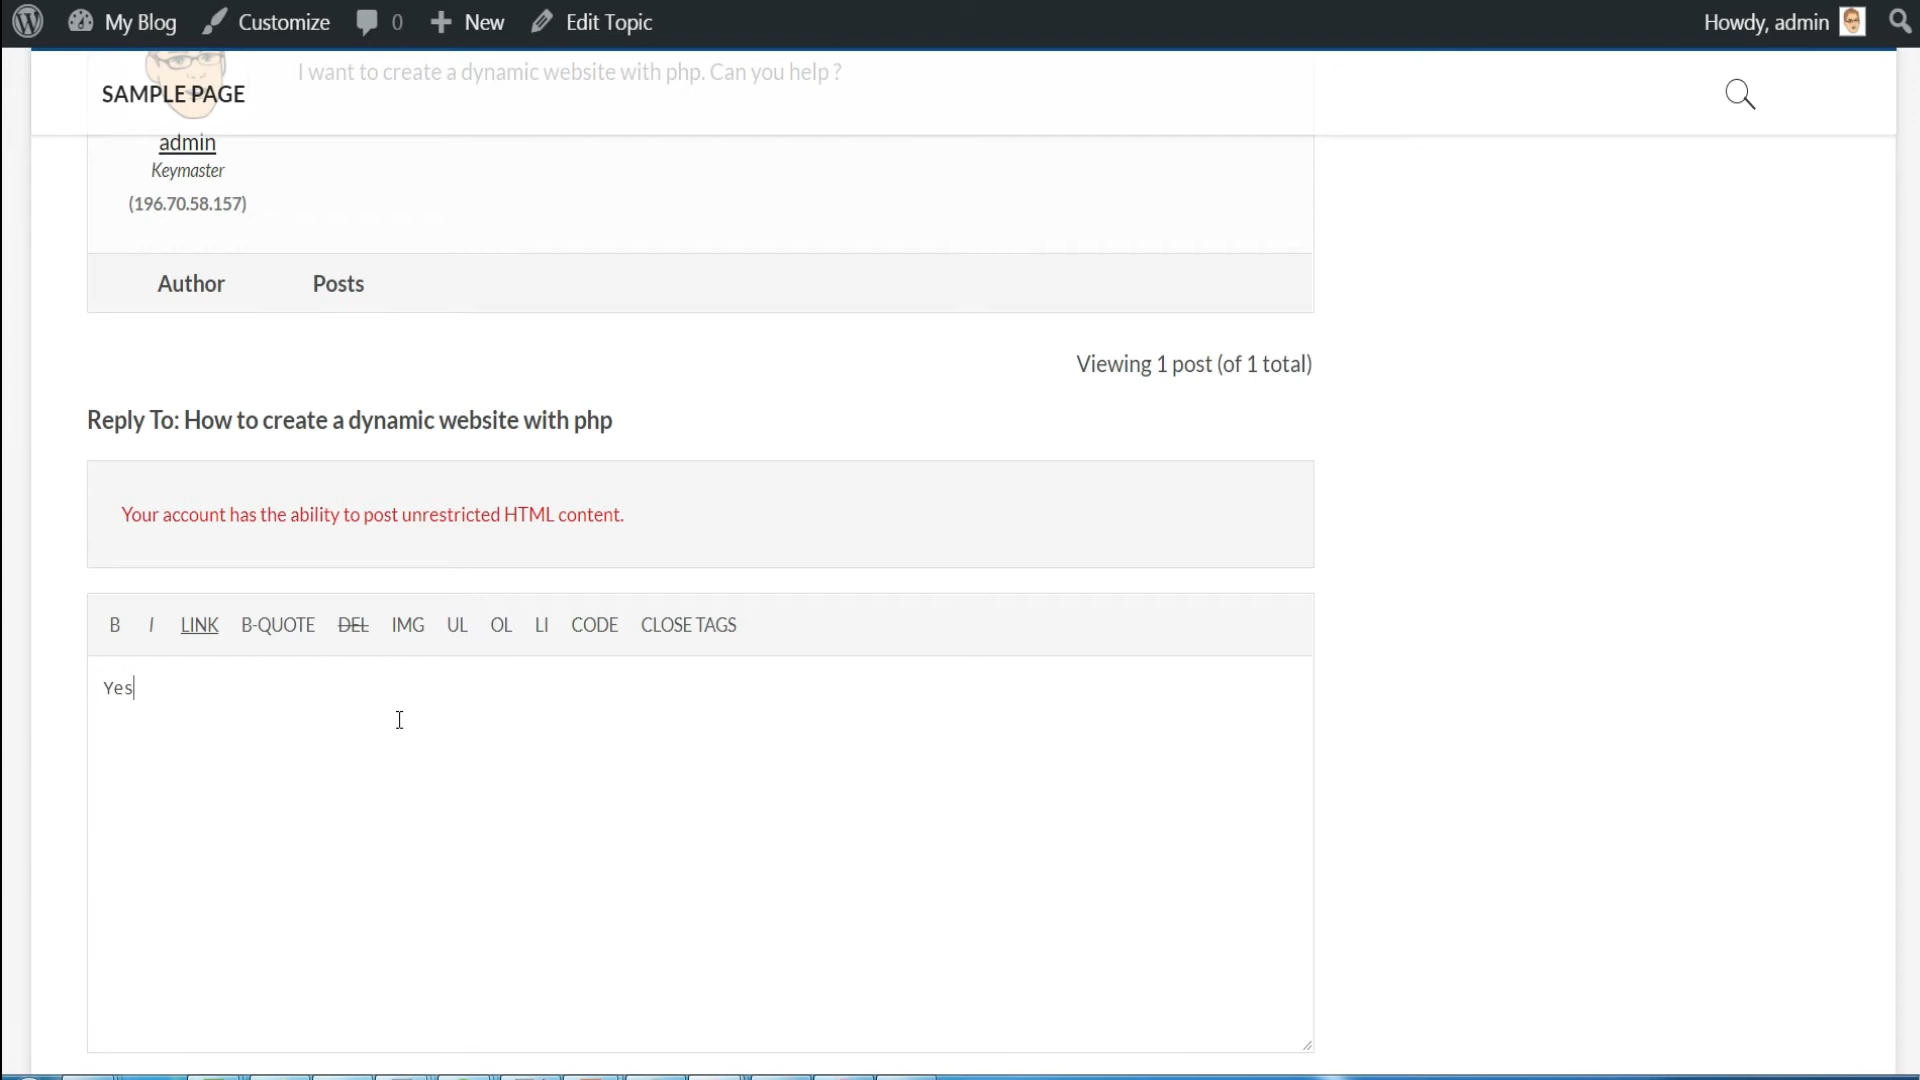 My Blog Customize 0 New Edit Topic Howdy, admin
I want to create a dynamic website with php. Can you help ?
SAMPLE PAGE
admin
Keymaster
(196.70.58.157)
Author Posts
Viewing 1 post (of 1 total)
Reply To: How to create a dynamic website with php
Your account has the ability to post unrestricted HTML content.
B I LINK B-QUOTE DEL IMG UL OL LI CODE CLOSE TAGS
Yes